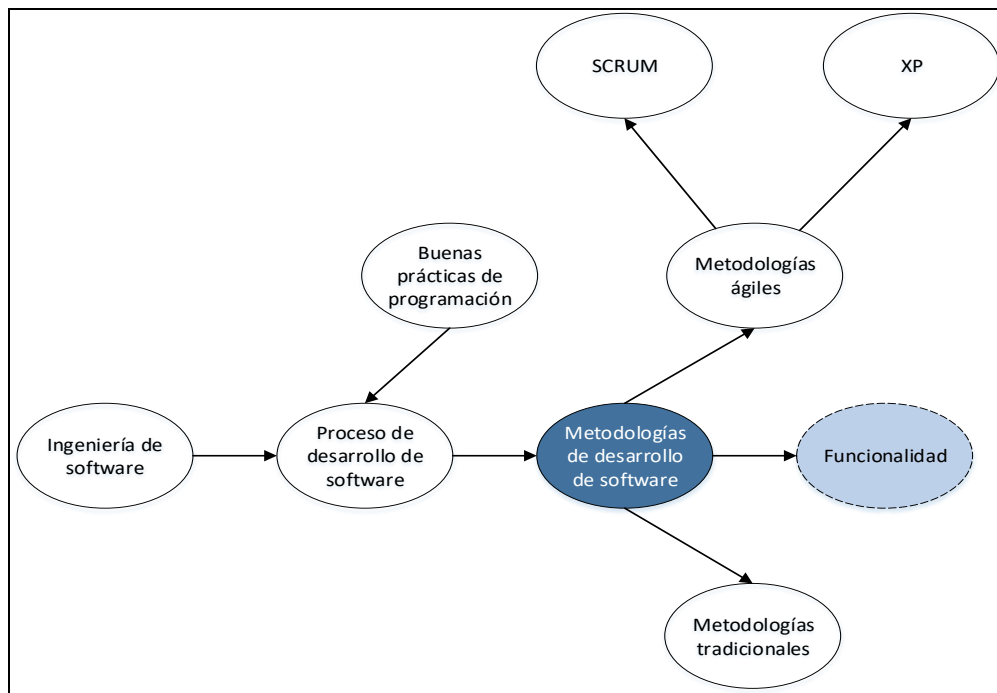 SCRUM
XP
Buenas
prácticas de
programación
Metodologías
ágiles
Ingeniería de
software
Proceso de
desarrollo de
software
Metodologías
de desarrollo
de software
Funcionalidad
Metodologías
tradicionales